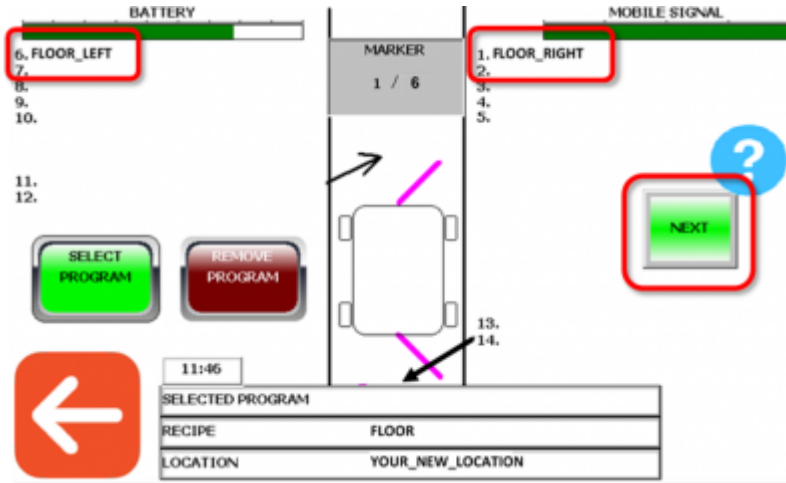 BATTERY
MOBILE SIGNAL
6. FLOOR_LEFT
7.
8.
9.
10.
11.
12.
MARKER
1 / 6
1. FLOOR_RIGHT
2.
3.
4.
5.
?
NEXT
SELECT
PROGRAM
REMOVE
PROGRAM
13.
14.
11:46
SELECTED PROGRAM
RECIPE FLOOR
LOCATION YOUR_NEW_LOCATION